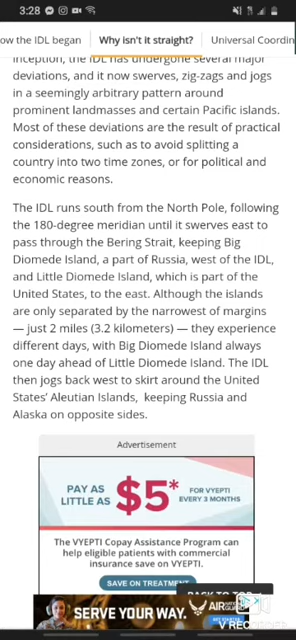 3:28
ow the IDL began
Why isn't it straight?
Universal Coordin
inception, the IDL has undergone several major
deviations, and it now swerves, zig-zags and jogs
in a seemingly arbitrary pattern around
prominent landmasses and certain Pacific islands.
Most of these deviations are the result of practical
considerations, such as to avoid splitting a
country into two time zones, or for political and
economic reasons.
The IDL runs south from the North Pole, following
the 180-degree meridian until it swerves east to
pass through the Bering Strait, keeping Big
Diomede Island, a part of Russia, west of the IDL,
and Little Diomede Island, which is part of the
United States, to the east. Although the islands
are only separated by the narrowest of margins
— just 2 miles (3.2 kilometers) — they experience
different days, with Big Diomede Island always
one day ahead of Little Diomede Island. The IDL
then jogs back west to skirt around the United
States' Aleutian Islands, keeping Russia and
Alaska on opposite sides.
Advertisement
PAY AS
LITTLE AS
$5*
FOR VYEPTI
EVERY 3 MONTHS
The VYEPTI Copay Assistance Program can
help eligible patients with commercial
insurance save on VYEPTI.
SAVE ON TREATMENT
BACK TO TOP
SERVE YOUR WAY.
AIR